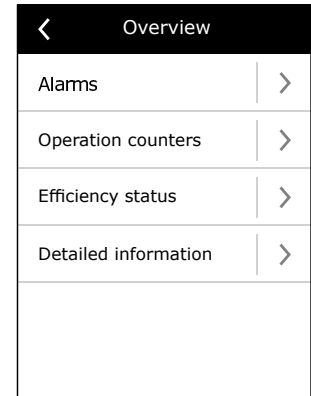 Overview
Alarms
Operation counters
Efficiency status
Detailed information